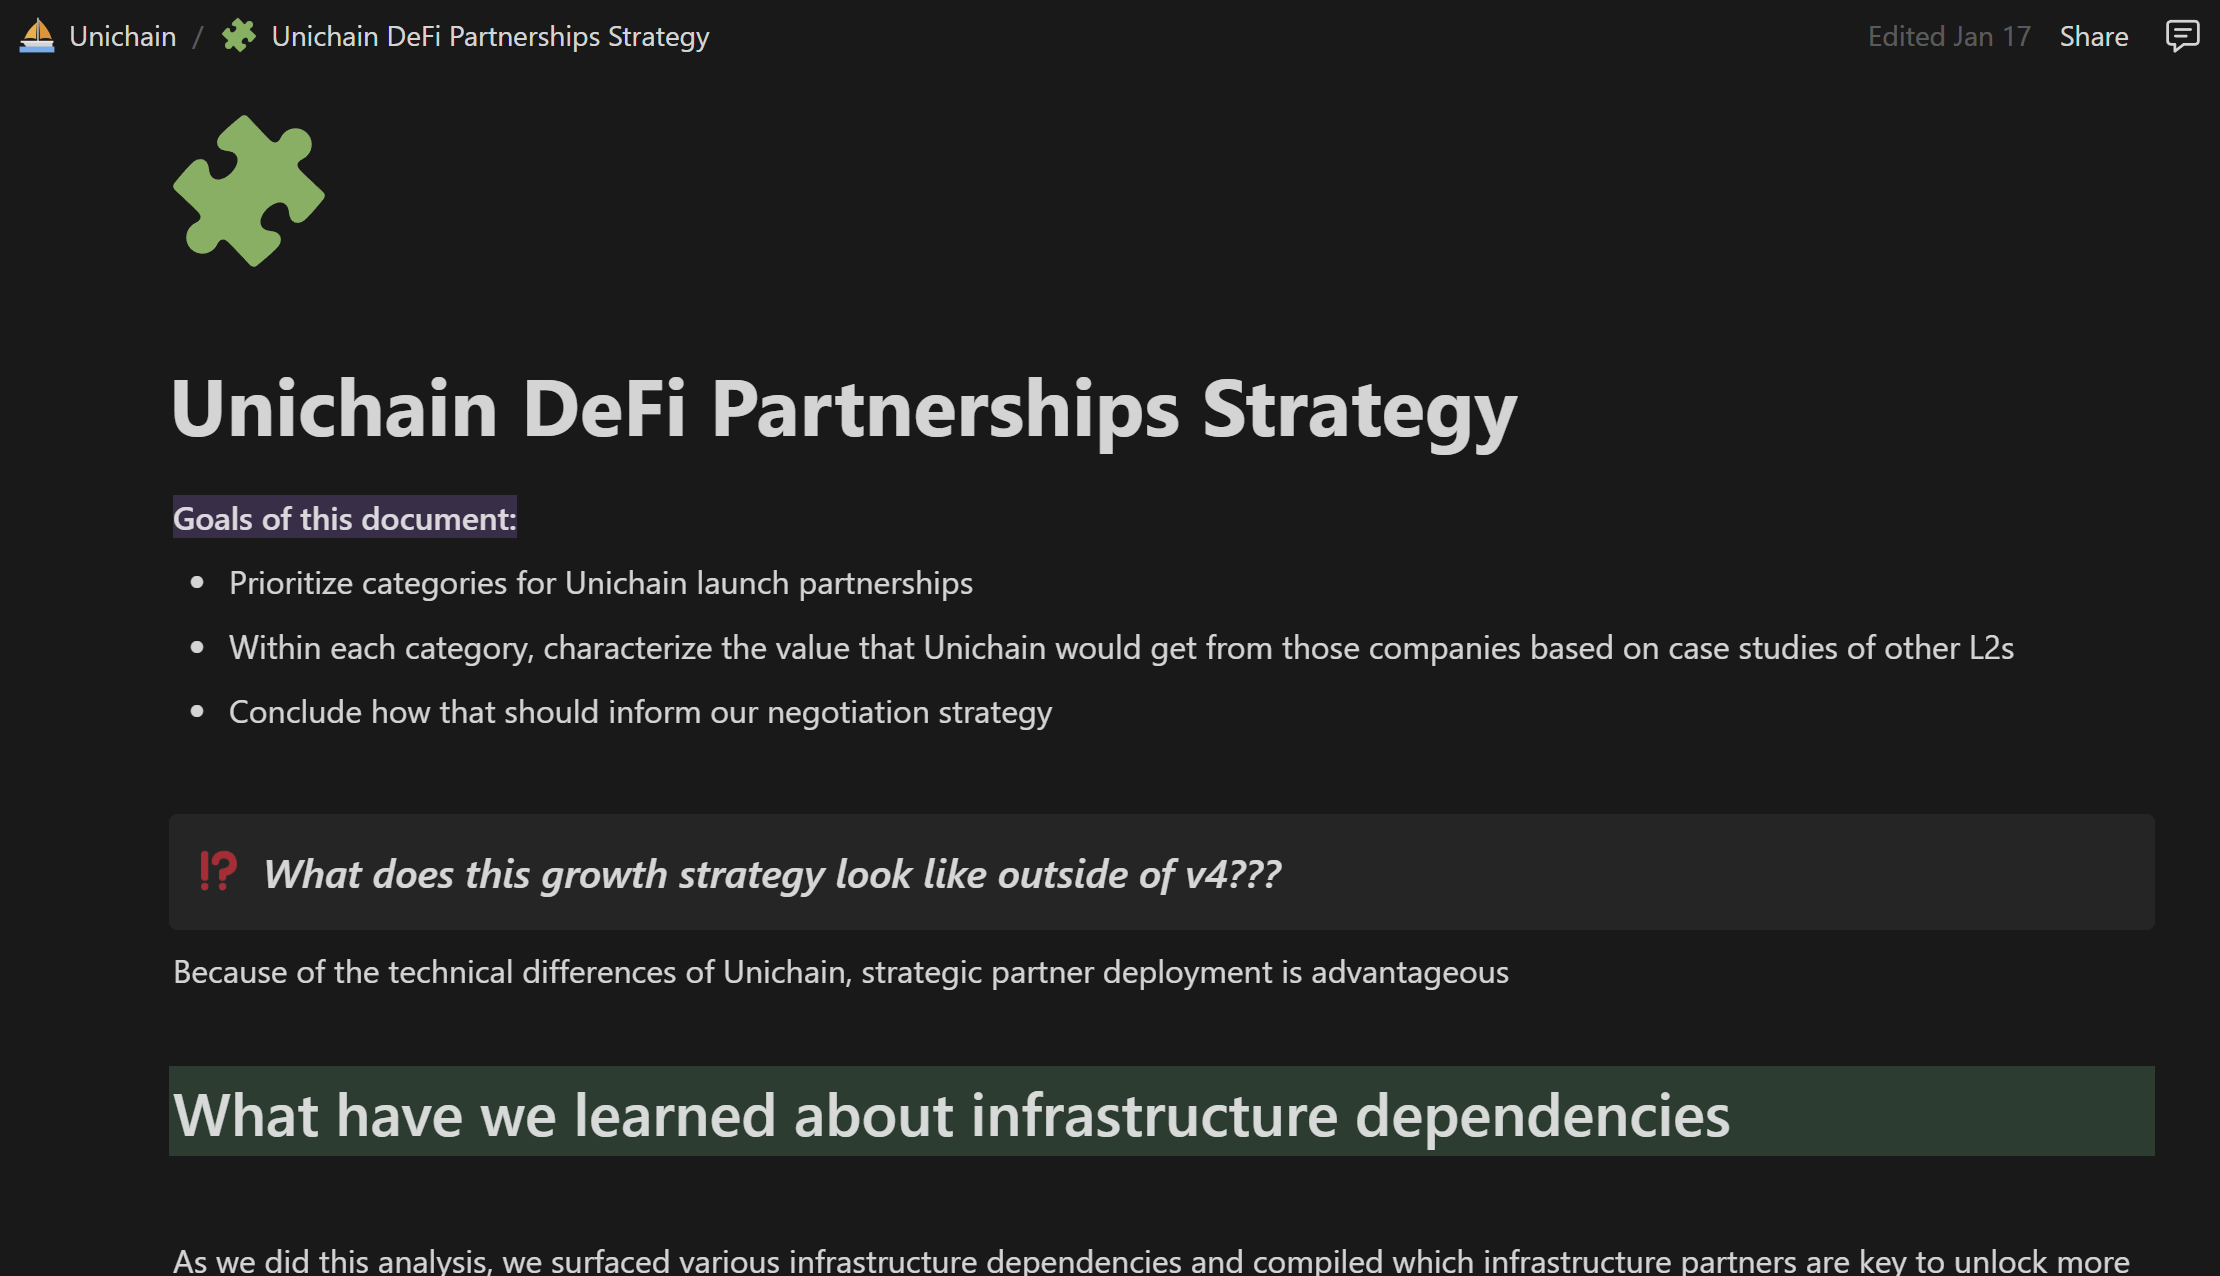 Unichain / Unichain DeFi Partnerships Strategy
Edited Jan 17 Share
Unichain DeFi Partnerships Strategy
Goals of this document:
• Prioritize categories for Unichain launch partnerships
• Within each category, characterize the value that Unichain would get from those companies based on case studies of other L2s
• Conclude how that should inform our negotiation strategy
⁉ What does this growth strategy look like outside of v4???
Because of the technical differences of Unichain, strategic partner deployment is advantageous
What have we learned about infrastructure dependencies
As we did this analysis, we surfaced various infrastructure dependencies and compiled which infrastructure partners are key to unlock more